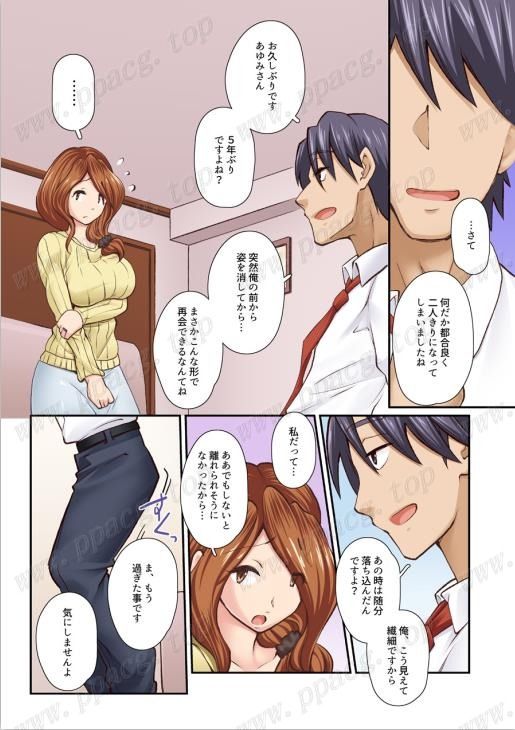 …さて
何だか都合良く
二人きりになって
しまいましたね
お久しぶりです
あゆみさん
5年ぶり
ですよね?
……
突然俺の前から
姿を消してから…
まさかこんな形で
再会できるなんてね
あの時は随分
落ち込んだん
ですよ?
俺、こう見えて
繊細ですから
私だって…
ああでもしないと
離れられそうに
なかったから…
ま、もう
過ぎた事です
気にしませんよ
すくっ
www.ppacg.top